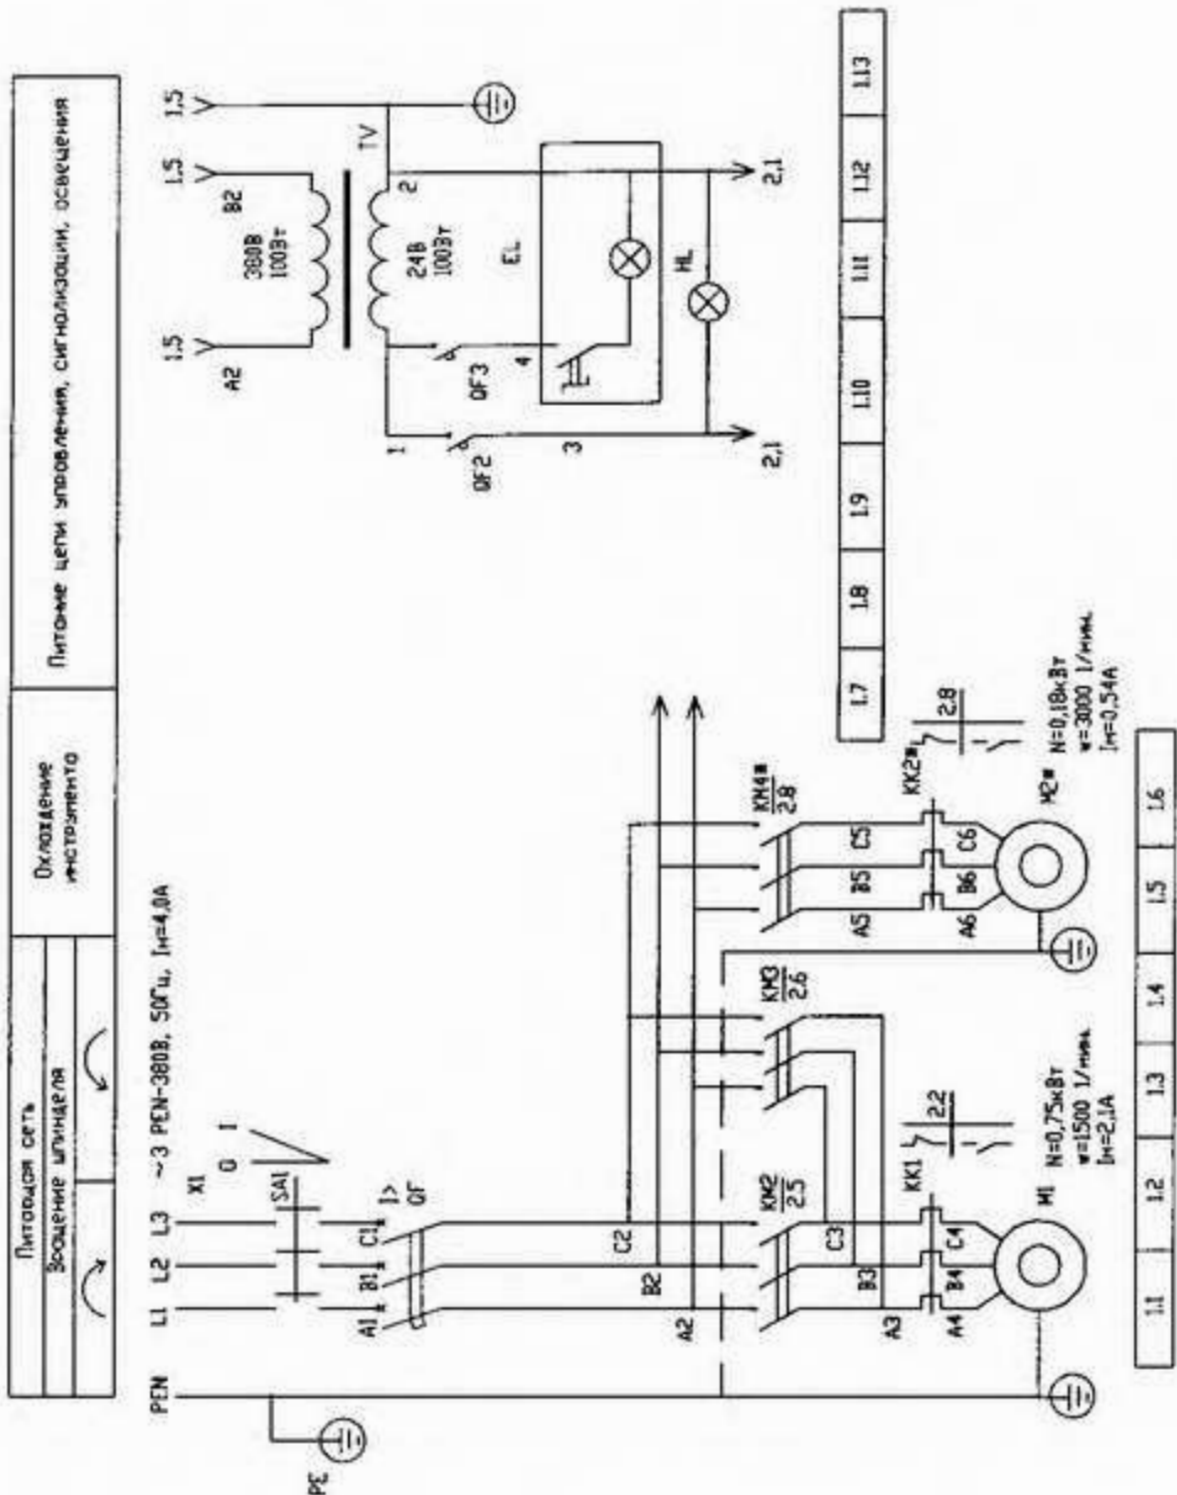 Питающая сеть
Вращение шпинделя
Охлаждение
инструмента
Питание цепи управления, сигнализации, освещения
PEN L1 L2 L3 ~3 PEN-380В, 50Гц, Iн=4,0А
X1
0 1
SA1
PE
A1 B1 C1 I>
QF
C2
B2
A2
KM2
2.5
KM3
2.6
KM4*
2.8
C3
B3
A3
A5 B5 C5
KK1
2.2
KK2*
2.8
A4 B4 C4
A6 B6 C6
M1
N=0,75кВт
w=1500 1/мин.
Iн=2,1А
M2*
N=0,18кВт
w=3000 1/мин.
Iн=0,54А
1.1 1.2 1.3 1.4 1.5 1.6
1.5 1.5 1.5
A2 B2
380В
100Вт
TV
24В
100Вт
1 2
QF2 QF3
3 4
EL
HL
2,1 2,1
1.7 1.8 1.9 1.10 1.11 1.12 1.13